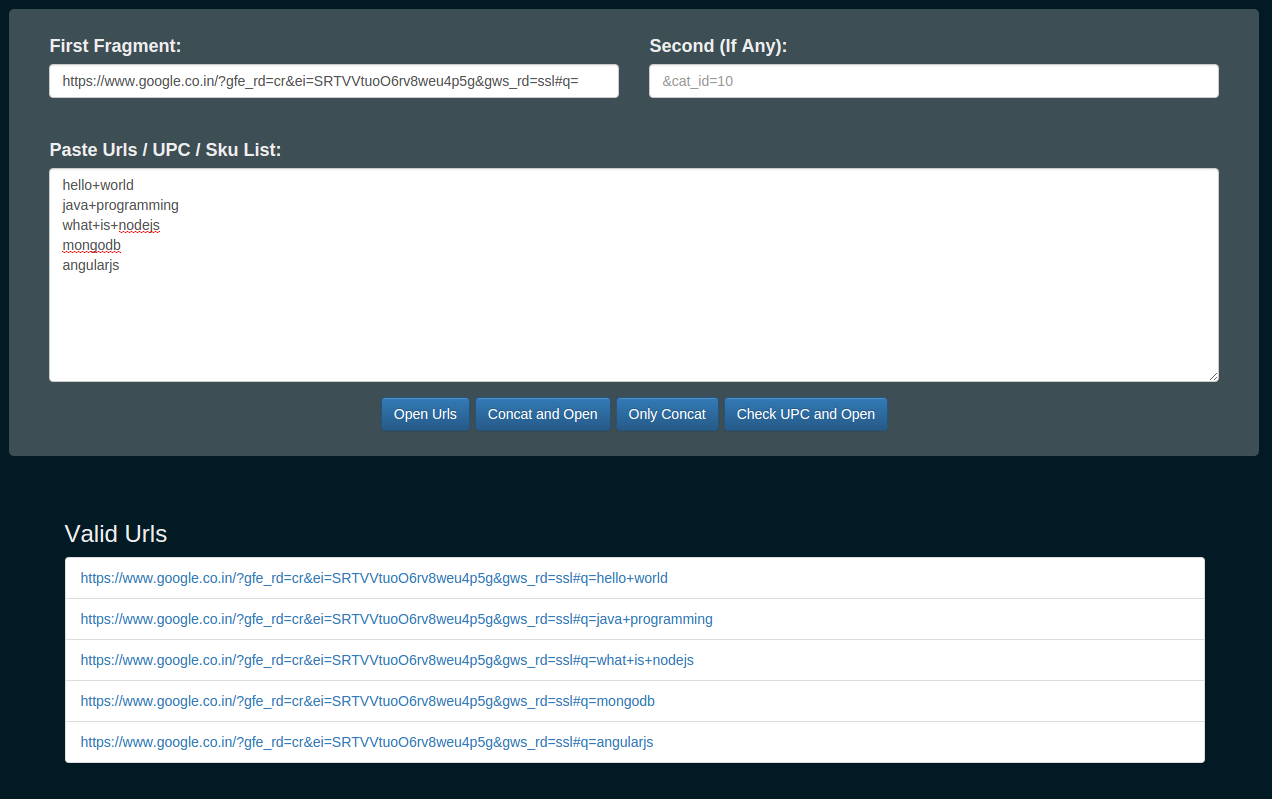 First Fragment: Second (If Any):
https://www.google.co.in/?gfe_rd=cr&ei=SRTVVtuoO6rv8weu4p5g&gws_rd=ssl#q= &cat_id=10
Paste Urls / UPC / Sku List:
hello+world
java+programming
what+is+nodejs
mongodb
angularjs
Open Urls Concat and Open Only Concat Check UPC and Open
Valid Urls
https://www.google.co.in/?gfe_rd=cr&ei=SRTVVtuoO6rv8weu4p5g&gws_rd=ssl#q=hello+world
https://www.google.co.in/?gfe_rd=cr&ei=SRTVVtuoO6rv8weu4p5g&gws_rd=ssl#q=java+programming
https://www.google.co.in/?gfe_rd=cr&ei=SRTVVtuoO6rv8weu4p5g&gws_rd=ssl#q=what+is+nodejs
https://www.google.co.in/?gfe_rd=cr&ei=SRTVVtuoO6rv8weu4p5g&gws_rd=ssl#q=mongodb
https://www.google.co.in/?gfe_rd=cr&ei=SRTVVtuoO6rv8weu4p5g&gws_rd=ssl#q=angularjs